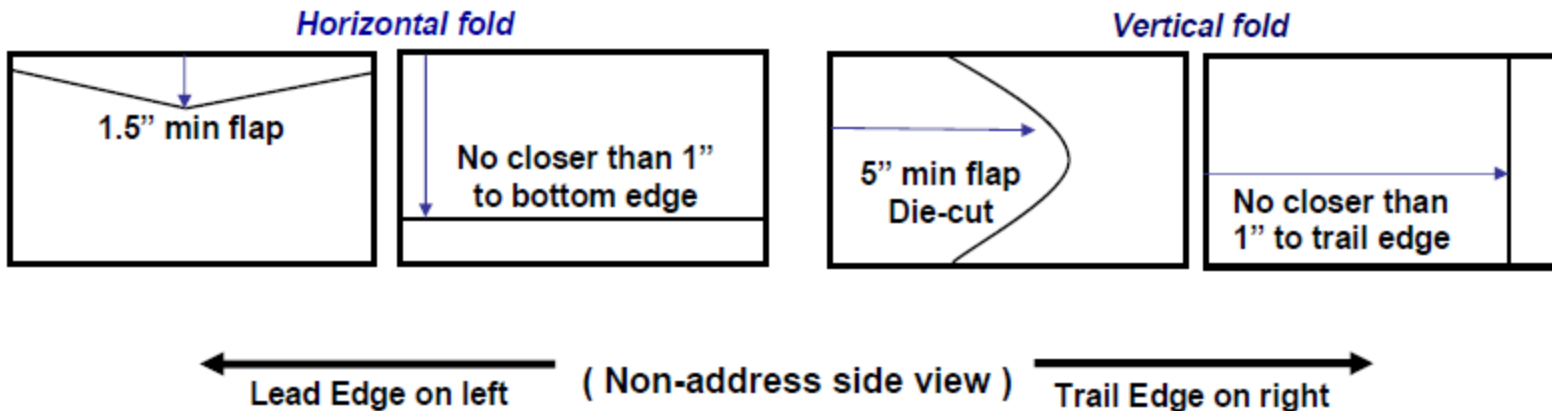 Horizontal fold
Vertical fold
1.5” min flap
No closer than 1”
to bottom edge
5” min flap
Die-cut
No closer than
1” to trail edge
Lead Edge on left
( Non-address side view )
Trail Edge on right